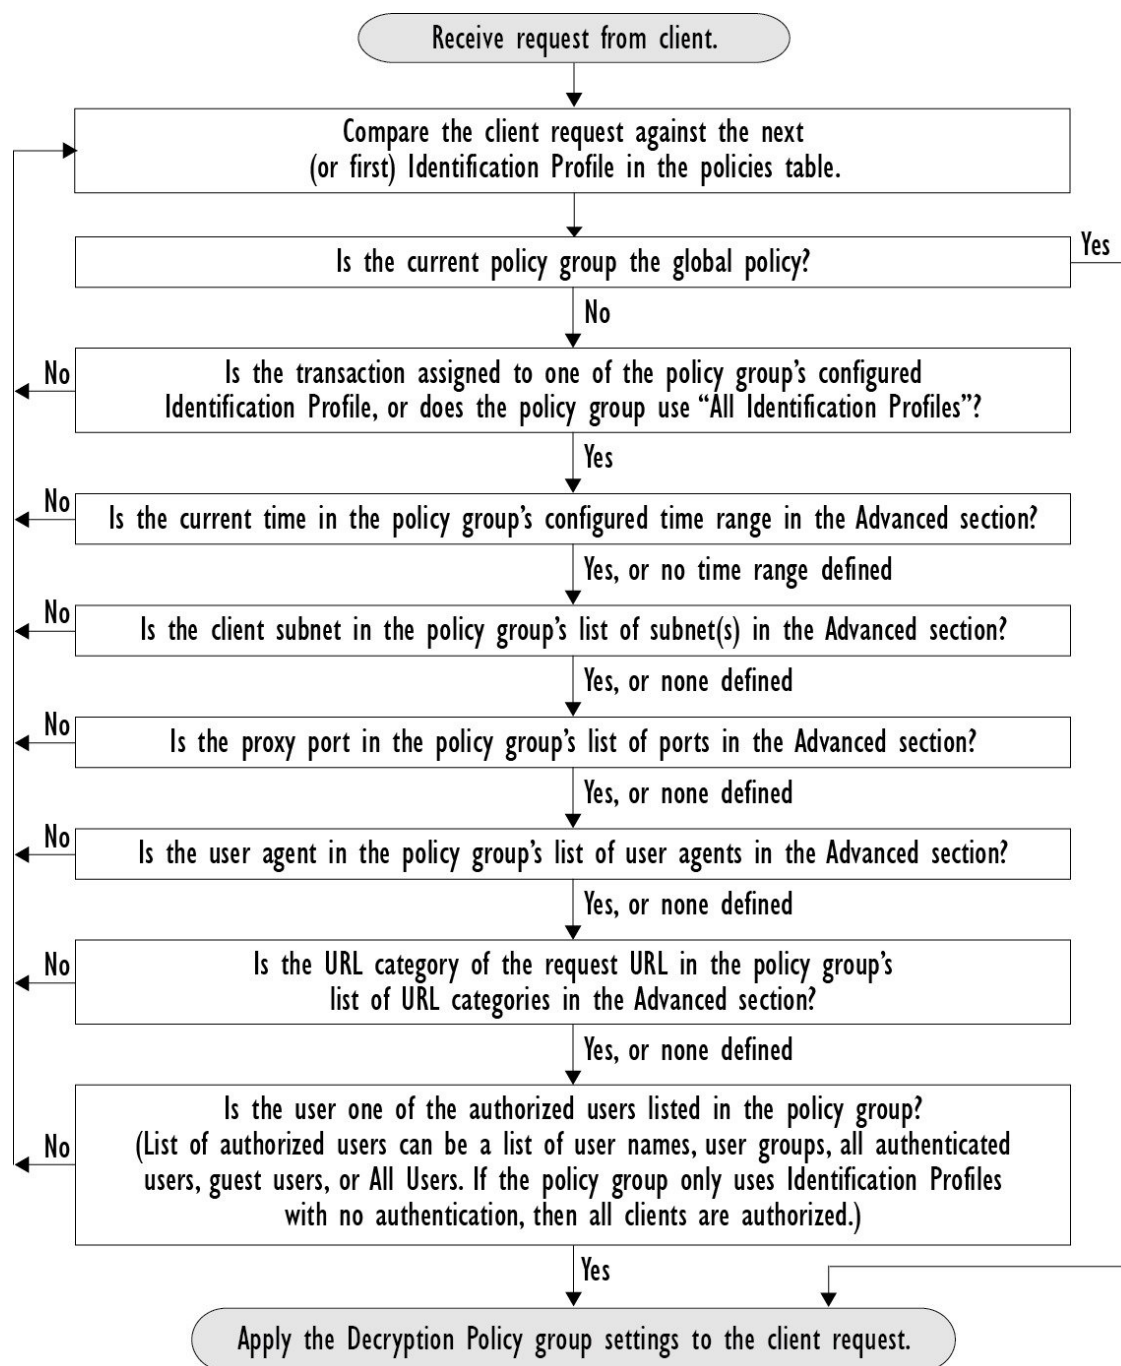 Receive request from client.
Compare the client request against the next
(or first) Identification Profile in the policies table.
Is the current policy group the global policy?
Yes
No
Is the transaction assigned to one of the policy group's configured
Identification Profile, or does the policy group use “All Identification Profiles”?
No
Yes
Is the current time in the policy group's configured time range in the Advanced section?
No
Yes, or no time range defined
Is the client subnet in the policy group's list of subnet(s) in the Advanced section?
No
Yes, or none defined
Is the proxy port in the policy group's list of ports in the Advanced section?
No
Yes, or none defined
Is the user agent in the policy group's list of user agents in the Advanced section?
No
Yes, or none defined
Is the URL category of the request URL in the policy group's
list of URL categories in the Advanced section?
No
Yes, or none defined
Is the user one of the authorized users listed in the policy group?
(List of authorized users can be a list of user names, user groups, all authenticated
users, guest users, or All Users. If the policy group only uses Identification Profiles
with no authentication, then all clients are authorized.)
No
Yes
Apply the Decryption Policy group settings to the client request.